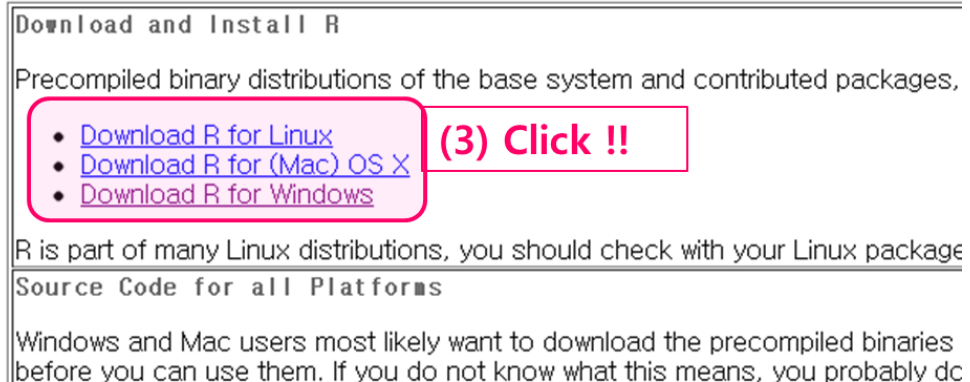 Download and Install R
Precompiled binary distributions of the base system and contributed packages,
• Download R for Linux
• Download R for (Mac) OS X
• Download R for Windows
(3) Click !!
R is part of many Linux distributions, you should check with your Linux package
Source Code for all Platforms
Windows and Mac users most likely want to download the precompiled binaries
before you can use them. If you do not know what this means, you probably do